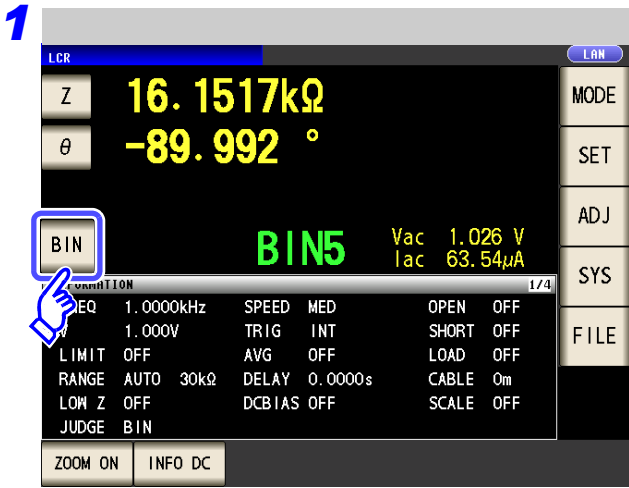 1
LCR
LAN
Z 16.1517kΩ
MODE
θ -89.992 °
SET
ADJ
BIN
BIN5
Vac 1.026 V
Iac 63.54μA
SYS
FILE
1/4
1.0000kHz SPEED MED OPEN OFF
V 1.000V TRIG INT SHORT OFF
LIMIT OFF AVG OFF LOAD OFF
RANGE AUTO 30kΩ DELAY 0.0000s CABLE 0m
LOW Z OFF DCBIAS OFF SCALE OFF
JUDGE BIN
ZOOM ON INFO DC